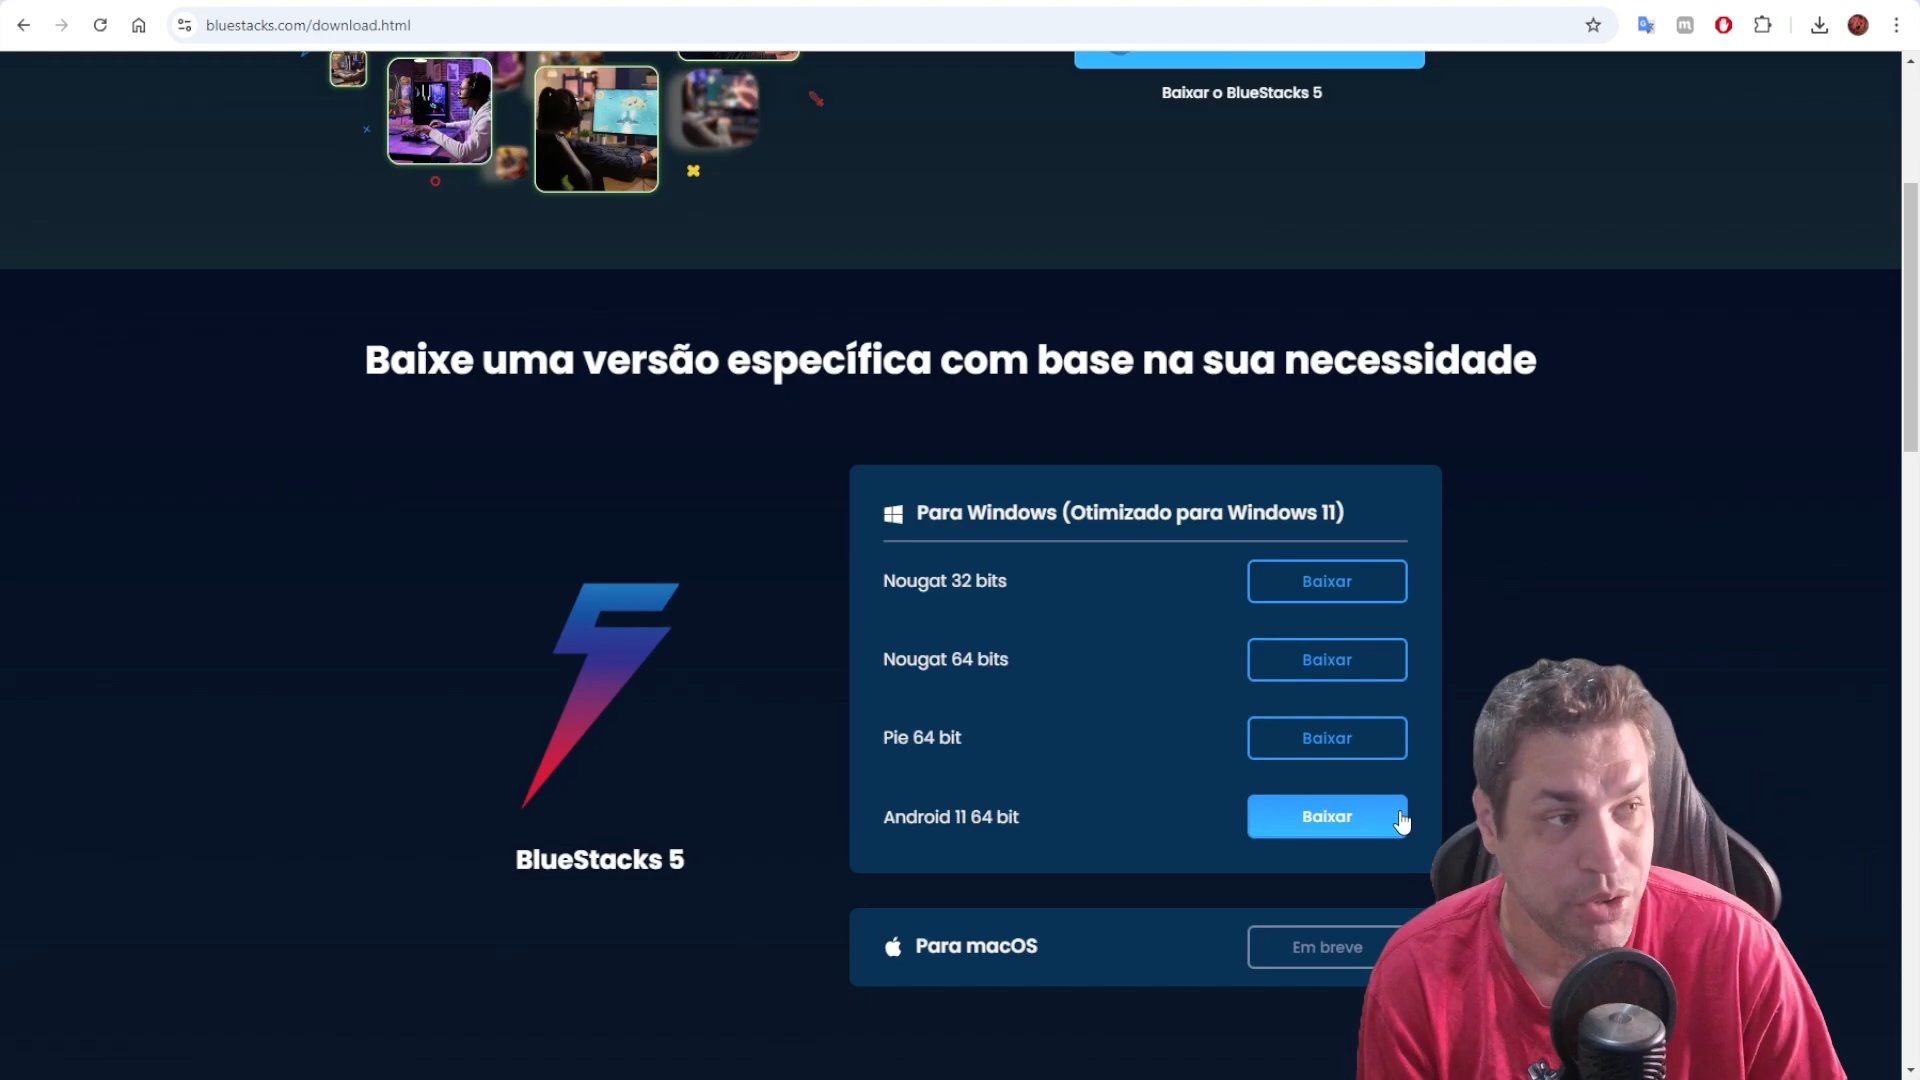 bluestacks.com/download.html
Baixar o BlueStacks 5
Baixe uma versão específica com base na sua necessidade
Para Windows (Otimizado para Windows 11)
Nougat 32 bits
Baixar
Nougat 64 bits
Baixar
Pie 64 bit
Baixar
Android 11 64 bit
Baixar
BlueStacks 5
Para macOS
Em breve